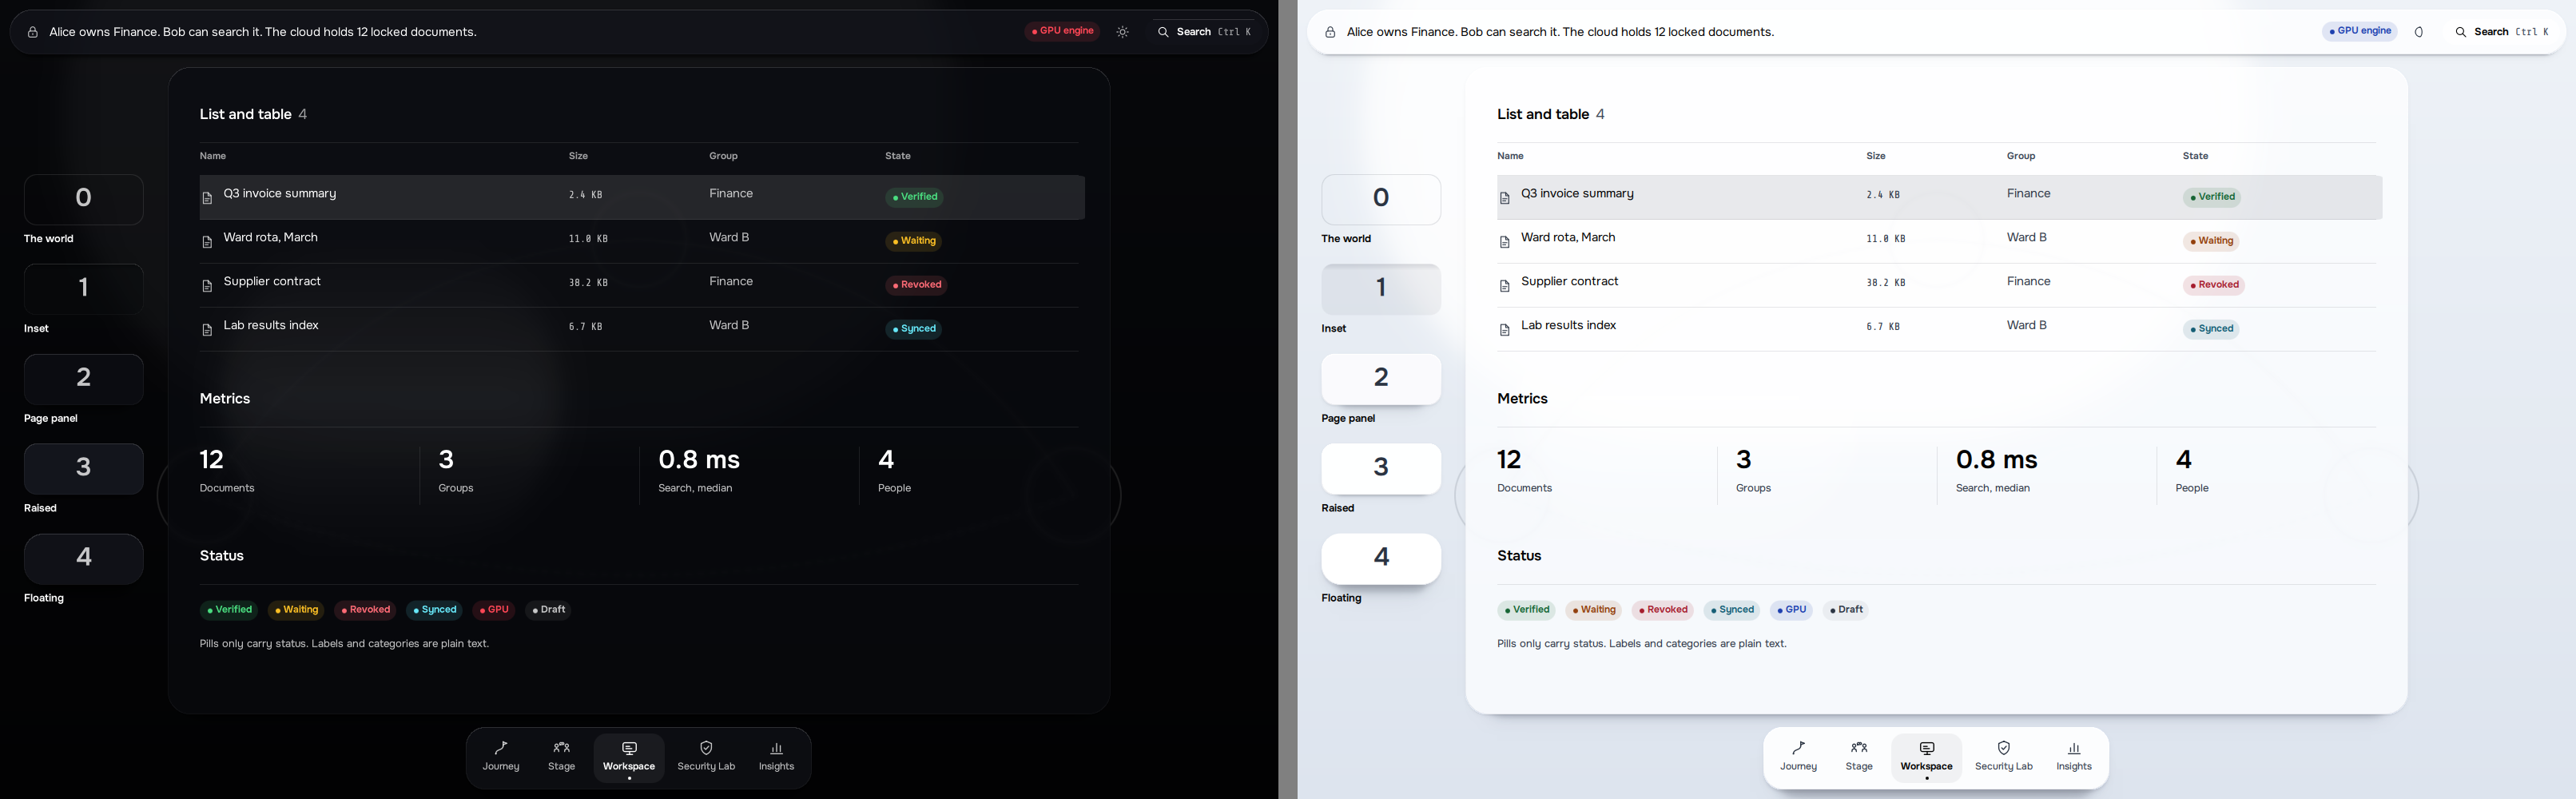 Alice owns Finance. Bob can search it. The cloud holds 12 locked documents.
GPU engine
Search Ctrl K
0
The world
1
Inset
2
Page panel
3
Raised
4
Floating
List and table 4
Name Size Group State
Q3 invoice summary 2.4 KB Finance Verified
Ward rota, March 11.0 KB Ward B Waiting
Supplier contract 38.2 KB Finance Revoked
Lab results index 6.7 KB Ward B Synced
Metrics
12 3 0.8 ms 4
Documents Groups Search, median People
Status
Verified Waiting Revoked Synced GPU Draft
Pills only carry status. Labels and categories are plain text.
Journey Stage Workspace Security Lab Insights
Alice owns Finance. Bob can search it. The cloud holds 12 locked documents.
GPU engine
Search Ctrl K
0
The world
1
Inset
2
Page panel
3
Raised
4
Floating
List and table 4
Name Size Group State
Q3 invoice summary 2.4 KB Finance Verified
Ward rota, March 11.0 KB Ward B Waiting
Supplier contract 38.2 KB Finance Revoked
Lab results index 6.7 KB Ward B Synced
Metrics
12 3 0.8 ms 4
Documents Groups Search, median People
Status
Verified Waiting Revoked Synced GPU Draft
Pills only carry status. Labels and categories are plain text.
Journey Stage Workspace Security Lab Insights